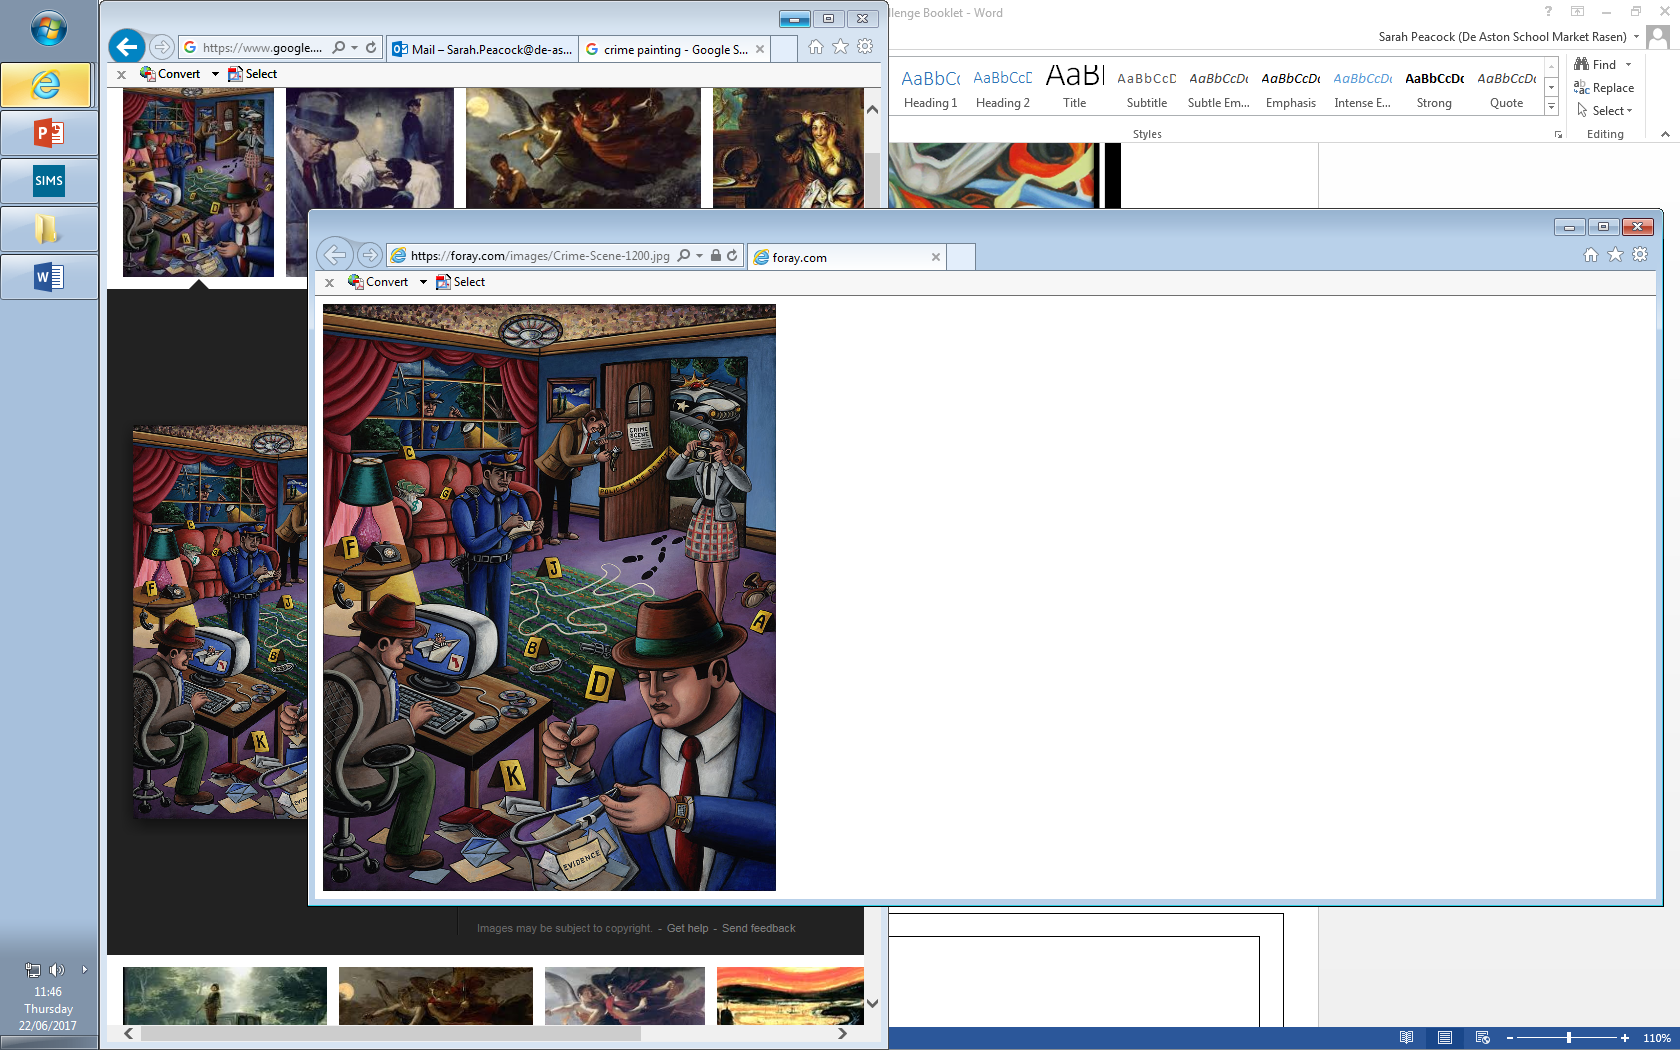 llenge Booklet - Word
Sarah Peacock (De Aston School Market Rasen)
https://www.google....
Mail – Sarah.Peacock@de-as...
crime painting - Google S...
Convert
Select
AaBbCc
AaBbCcD
AaBl
AaBbCcD
AaBbCcDc
AaBbCcDc
AaBbCcDc
AaBbCcDc
AaBbCcDc
Heading 1
Heading 2
Title
Subtitle
Subtle Em...
Emphasis
Intense E...
Strong
Quote
Styles
Find
Replace
Select
Editing
SIMS
https://foray.com/images/Crime-Scene-1200.jpg
foray.com
Convert
Select
CRIME SCENE
POLICE LINE
C
G
F
J
A
B
D
K
EVIDENCE
F
J
B
K
Images may be subject to copyright. - Get help - Send feedback
11:46
Thursday
22/06/2017
110%